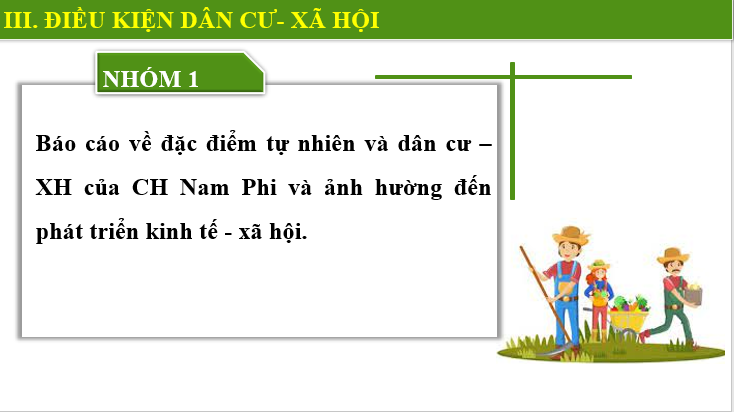 III. ĐIỀU KIỆN DÂN CƯ- XÃ HỘI
NHÓM 1
Báo cáo về đặc điểm tự nhiên và dân cư –
XH của CH Nam Phi và ảnh hường đến
phát triển kinh tế - xã hội.